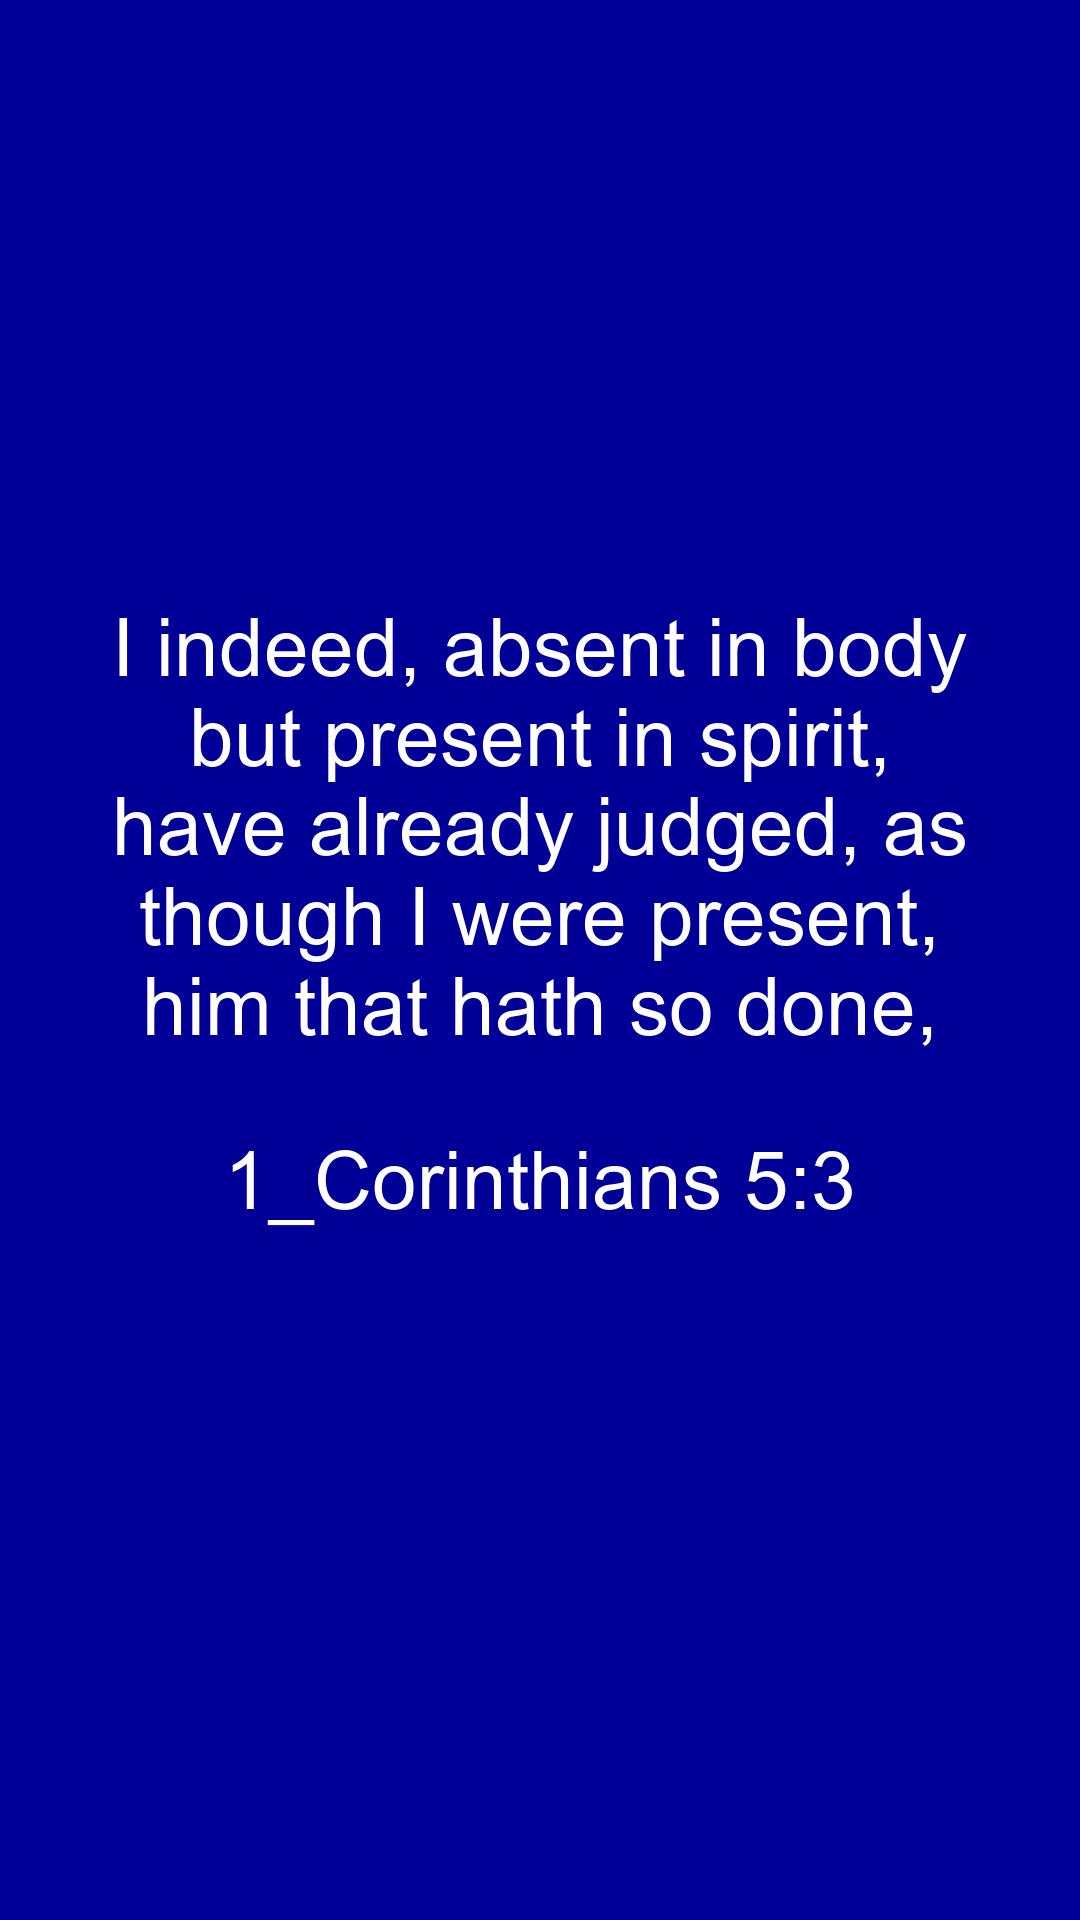 I indeed, absent in body
but present in spirit,
have already judged, as
though I were present,
him that hath so done,
1_Corinthians 5:3